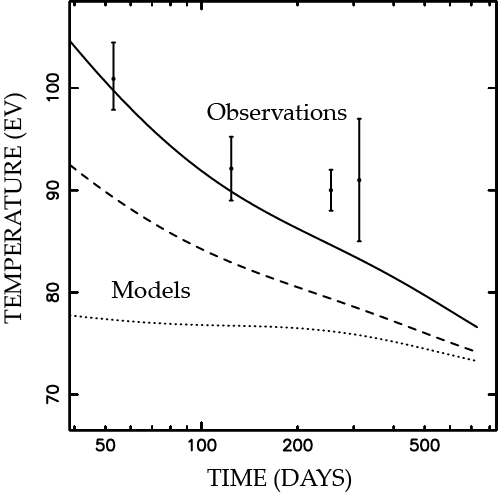 100
90
80
70
TEMPERATURE (EV)
Observations
Models
50 100 200 500
TIME (DAYS)